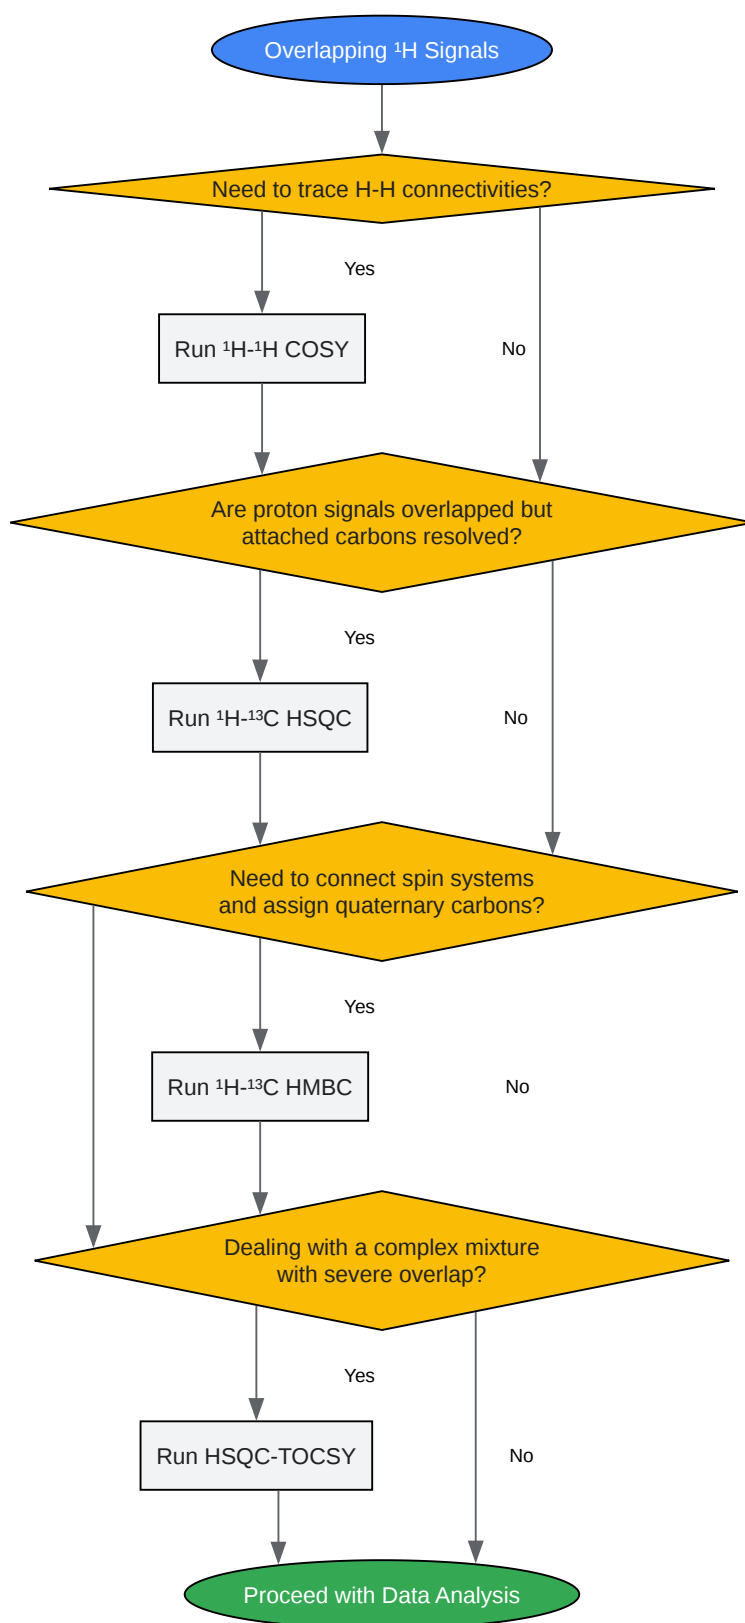 Overlapping ¹H Signals
Need to trace H-H connectivities?
Yes
Run ¹H-¹H COSY
No
Are proton signals overlapped but
attached carbons resolved?
Yes
Run ¹H-¹³C HSQC
No
Need to connect spin systems
and assign quaternary carbons?
Yes
Run ¹H-¹³C HMBC
No
Dealing with a complex mixture
with severe overlap?
Yes
Run HSQC-TOCSY
No
Proceed with Data Analysis